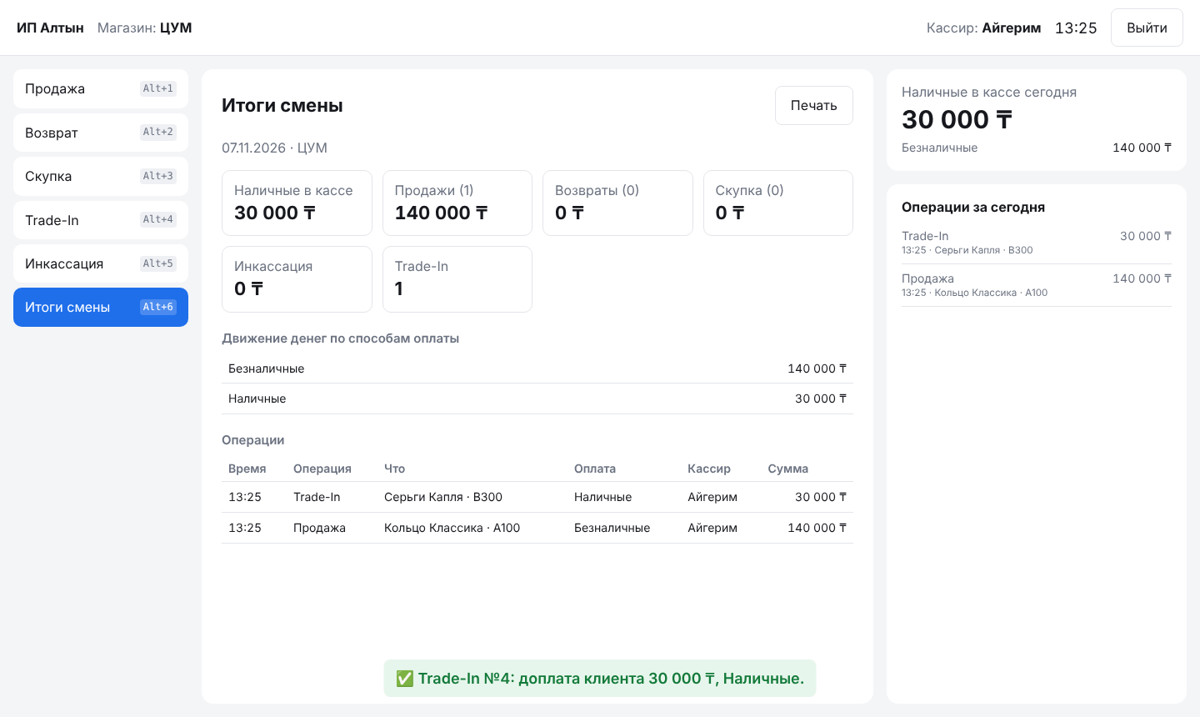 ИП Алтын Магазин: ЦУМ Кассир: Айгерим 13:25 Выйти
Продажа Alt+1
Возврат Alt+2
Скупка Alt+3
Trade-In Alt+4
Инкассация Alt+5
Итоги смены Alt+6
Итоги смены Печать
07.11.2026 · ЦУМ
Наличные в кассе
30 000 ₸
Продажи (1)
140 000 ₸
Возвраты (0)
0 ₸
Скупка (0)
0 ₸
Инкассация
0 ₸
Trade-In
1
Движение денег по способам оплаты
Безналичные 140 000 ₸
Наличные 30 000 ₸
Операции
Время Операция Что Оплата Кассир Сумма
13:25 Trade-In Серьги Капля · B300 Наличные Айгерим 30 000 ₸
13:25 Продажа Кольцо Классика · A100 Безналичные Айгерим 140 000 ₸
✅ Trade-In №4: доплата клиента 30 000 ₸, Наличные.
Наличные в кассе сегодня
30 000 ₸
Безналичные 140 000 ₸
Операции за сегодня
Trade-In 30 000 ₸
13:25 · Серьги Капля · B300
Продажа 140 000 ₸
13:25 · Кольцо Классика · A100